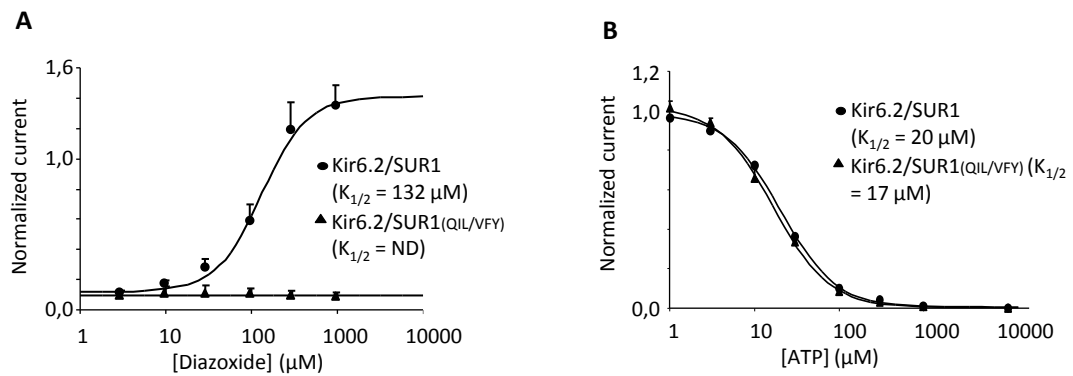 A
Normalized current
1,6
1,0
0,0
1
10
100
1000
10000
[Diazoxide] (µM)
Kir6.2/SUR1
(K1/2 = 132 µM)
Kir6.2/SUR1(QIL/VFY)
(K1/2 = ND)
B
Normalized current
1,2
1,0
0,0
1
10
100
1000
10000
[ATP] (µM)
Kir6.2/SUR1
(K1/2 = 20 µM)
Kir6.2/SUR1(QIL/VFY) (K1/2
= 17 µM)